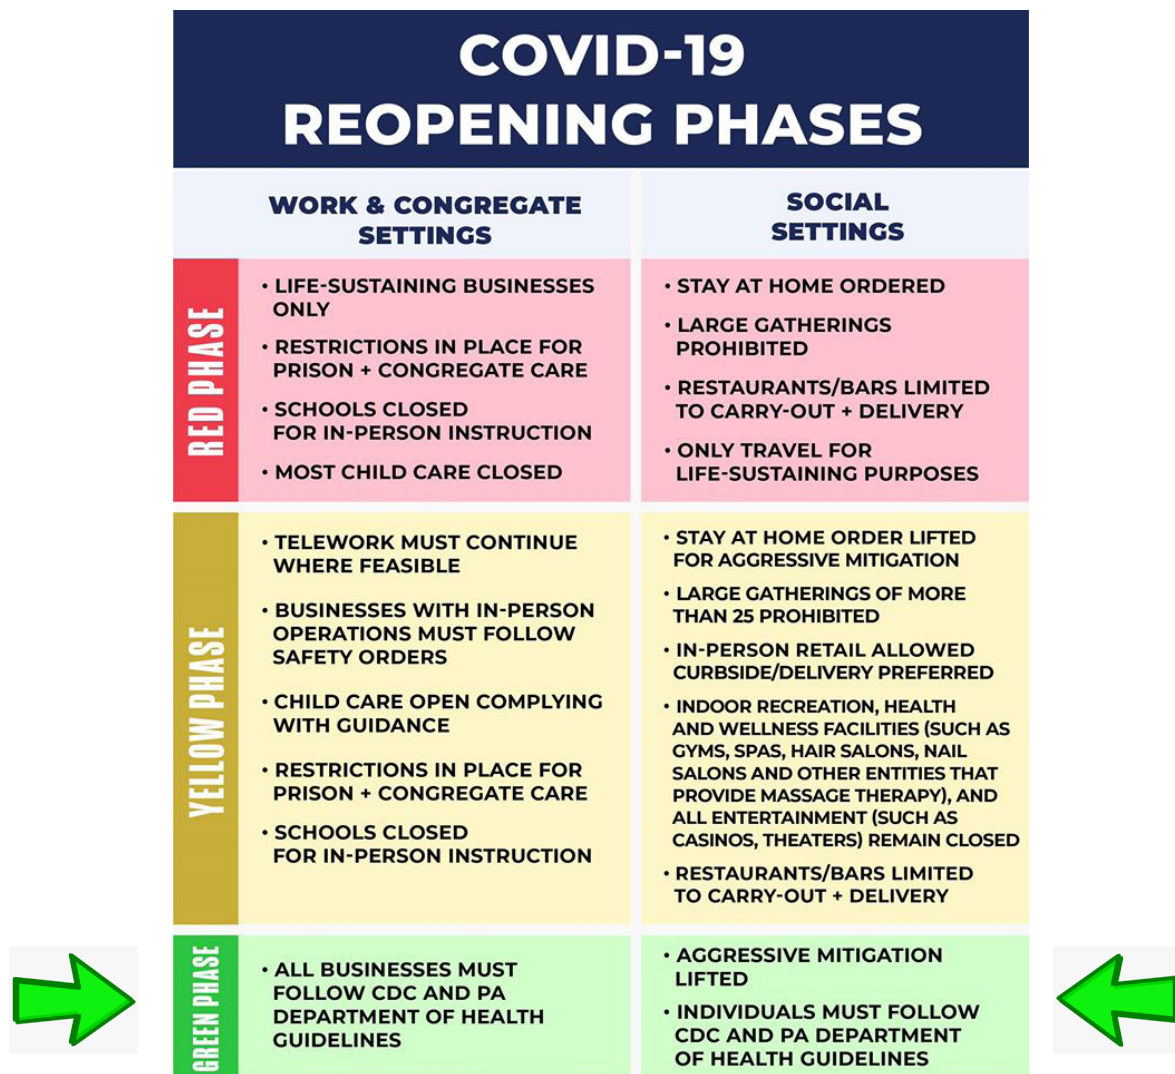 COVID-19
REOPENING PHASES
WORK & CONGREGATE
SETTINGS
SOCIAL
SETTINGS
RED PHASE
• LIFE-SUSTAINING BUSINESSES
ONLY
• RESTRICTIONS IN PLACE FOR
PRISON + CONGREGATE CARE
• SCHOOLS CLOSED
FOR IN-PERSON INSTRUCTION
• MOST CHILD CARE CLOSED
• STAY AT HOME ORDERED
• LARGE GATHERINGS
PROHIBITED
• RESTAURANTS/BARS LIMITED
TO CARRY-OUT + DELIVERY
• ONLY TRAVEL FOR
LIFE-SUSTAINING PURPOSES
YELLOW PHASE
• TELEWORK MUST CONTINUE
WHERE FEASIBLE
• BUSINESSES WITH IN-PERSON
OPERATIONS MUST FOLLOW
SAFETY ORDERS
• CHILD CARE OPEN COMPLYING
WITH GUIDANCE
• RESTRICTIONS IN PLACE FOR
PRISON + CONGREGATE CARE
• SCHOOLS CLOSED
FOR IN-PERSON INSTRUCTION
• STAY AT HOME ORDER LIFTED
FOR AGGRESSIVE MITIGATION
• LARGE GATHERINGS OF MORE
THAN 25 PROHIBITED
• IN-PERSON RETAIL ALLOWED
CURBSIDE/DELIVERY PREFERRED
• INDOOR RECREATION, HEALTH
AND WELLNESS FACILITIES (SUCH AS
GYMS, SPAS, HAIR SALONS, NAIL
SALONS AND OTHER ENTITIES THAT
PROVIDE MASSAGE THERAPY), AND
ALL ENTERTAINMENT (SUCH AS
CASINOS, THEATERS) REMAIN CLOSED
• RESTAURANTS/BARS LIMITED
TO CARRY-OUT + DELIVERY
GREEN PHASE
• ALL BUSINESSES MUST
FOLLOW CDC AND PA
DEPARTMENT OF HEALTH
GUIDELINES
• AGGRESSIVE MITIGATION
LIFTED
• INDIVIDUALS MUST FOLLOW
CDC AND PA DEPARTMENT
OF HEALTH GUIDELINES